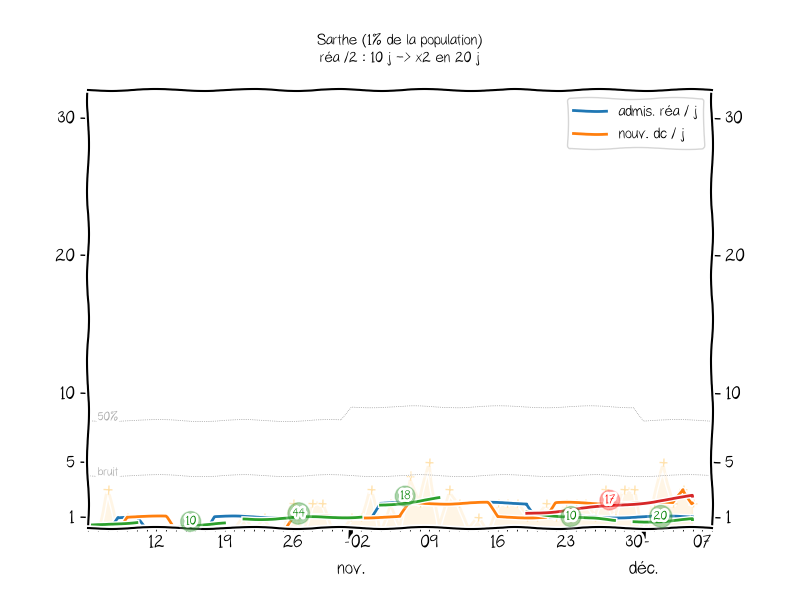 Sarthe (1% de la population)
réa /2 : 10 j -> x2 en 20 j
admis. réa / j
nouv. dc / j
30
30
20
20
10
10
50%
5
5
bruit
18
17
44
10
10
20
1
1
12 19 26 02 09 16 23 30 07
nov. déc.